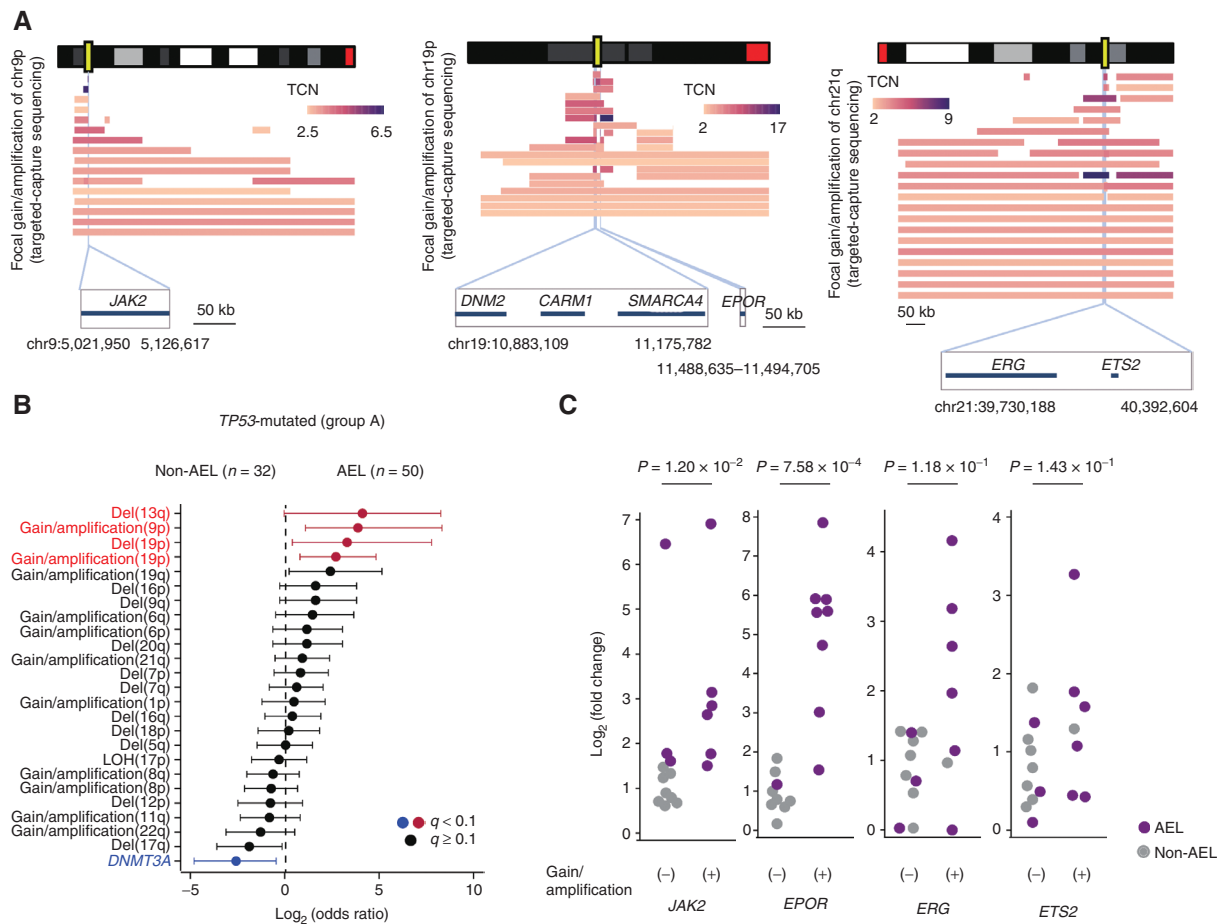 A
Focal gain/amplification of chr9p
(targeted-capture sequencing)
TCN
2.5
6.5
JAK2
50 kb
chr9:5,021,950
5,126,617
Focal gain/amplification of chr19p
(targeted-capture sequencing)
TCN
2
17
DNM2
CARM1
SMARCA4
EPOR
50 kb
chr19:10,883,109
11,175,782
11,488,635–11,494,705
Focal gain/amplification of chr21q
(targeted-capture sequencing)
TCN
2
9
50 kb
ERG
ETS2
chr21:39,730,188
40,392,604
B
TP53-mutated (group A)
Non-AEL (n = 32)
AEL (n = 50)
Del(13q)
Gain/amplification(9p)
Del(19p)
Gain/amplification(19p)
Gain/amplification(19q)
Del(16p)
Del(9q)
Gain/amplification(6q)
Gain/amplification(6p)
Del(20q)
Gain/amplification(21q)
Del(7p)
Del(7q)
Gain/amplification(1p)
Del(16q)
Del(18p)
Del(5q)
LOH(17p)
Gain/amplification(8q)
Gain/amplification(8p)
Del(12p)
Gain/amplification(11q)
Gain/amplification(22q)
Del(17q)
DNMT3A
q < 0.1
q ≥ 0.1
−5
0
5
10
Log2 (odds ratio)
C
P = 1.20 × 10−2
P = 7.58 × 10−4
P = 1.18 × 10−1
P = 1.43 × 10−1
Log2 (fold change)
7
6
5
4
3
2
1
0
8
7
6
5
4
3
2
1
0
4
3
2
1
0
4
3
2
1
0
AEL
Non-AEL
Gain/
amplification
(−)
(+)
(−)
(+)
(−)
(+)
(−)
(+)
JAK2
EPOR
ERG
ETS2